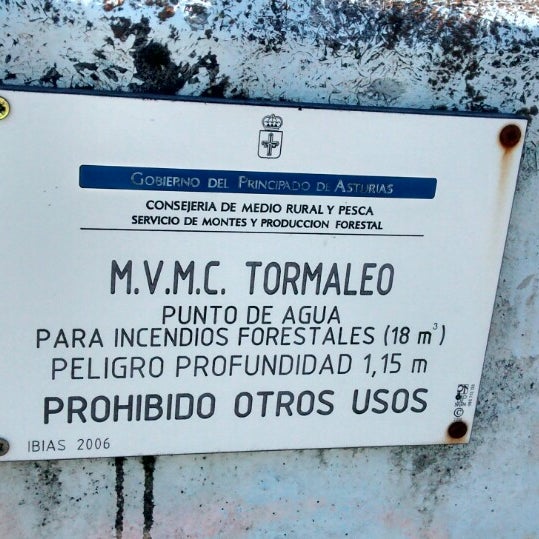 GOBIERNO DEL PRINCIPADO DE ASTURIAS
CONSEJERIA DE MEDIO RURAL Y PESCA
SERVICIO DE MONTES Y PRODUCCION FORESTAL
M.V.M.C. TORMALEO
PUNTO DE AGUA
PARA INCENDIOS FORESTALES (18 m³)
PELIGRO PROFUNDIDAD 1,15 m
PROHIBIDO OTROS USOS
IBIAS 2006